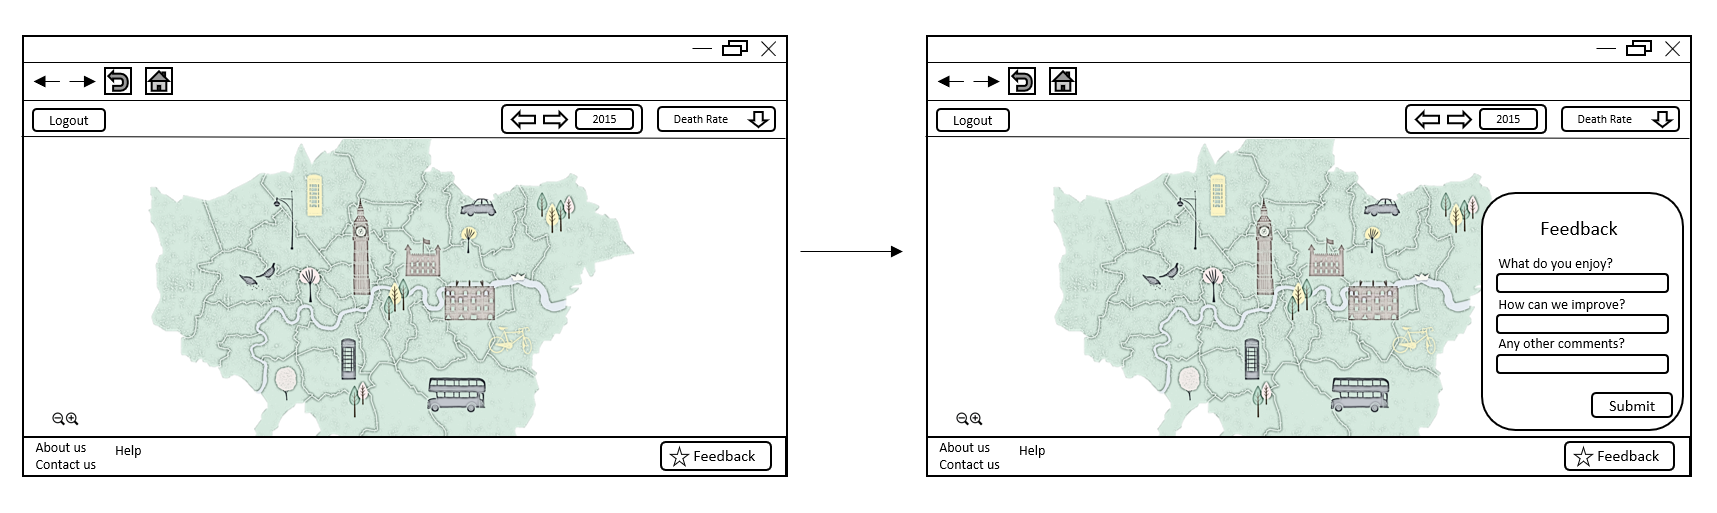 Logout
2015
Death Rate
About us
Help
Contact us
Feedback
Logout
2015
Death Rate
Feedback
What do you enjoy?
How can we improve?
Any other comments?
Submit
About us
Help
Contact us
Feedback